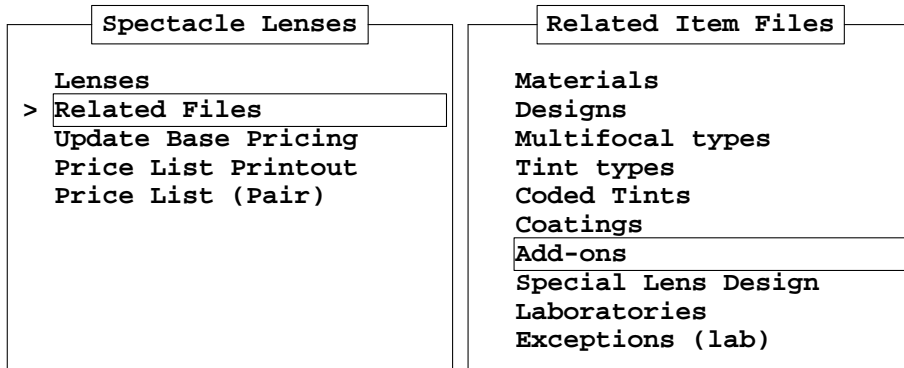 Spectacle Lenses
Lenses
> Related Files
Update Base Pricing
Price List Printout
Price List (Pair)
Related Item Files
Materials
Designs
Multifocal types
Tint types
Coded Tints
Coatings
Add-ons
Special Lens Design
Laboratories
Exceptions (lab)